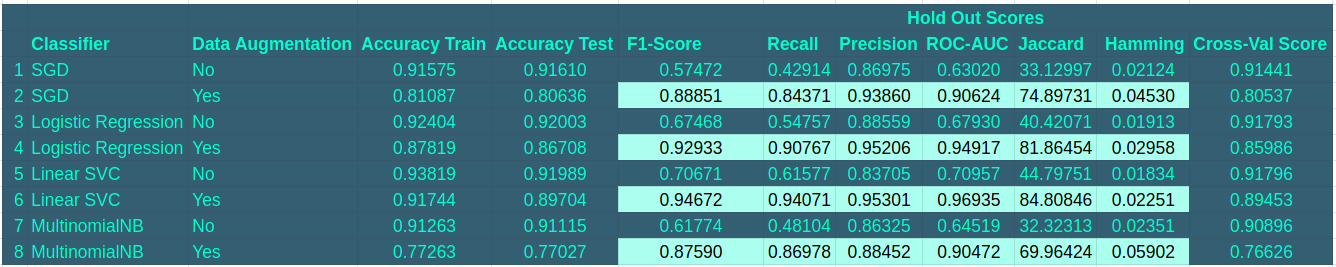 Hold Out Scores
Classifier Data Augmentation Accuracy Train Accuracy Test F1-Score Recall Precision ROC-AUC Jaccard Hamming Cross-Val Score
1 SGD No 0.91575 0.91610 0.57472 0.42914 0.86975 0.63020 33.12997 0.02124 0.91441
2 SGD Yes 0.81087 0.80636 0.88851 0.84371 0.93860 0.90624 74.89731 0.04530 0.80537
3 Logistic Regression No 0.92404 0.92003 0.67468 0.54757 0.88559 0.67930 40.42071 0.01913 0.91793
4 Logistic Regression Yes 0.87819 0.86708 0.92933 0.90767 0.95206 0.94917 81.86454 0.02958 0.85986
5 Linear SVC No 0.93819 0.91989 0.70671 0.61577 0.83705 0.70957 44.79751 0.01834 0.91796
6 Linear SVC Yes 0.91744 0.89704 0.94672 0.94071 0.95301 0.96935 84.80846 0.02251 0.89453
7 MultinomialNB No 0.91263 0.91115 0.61774 0.48104 0.86325 0.64519 32.32313 0.02351 0.90896
8 MultinomialNB Yes 0.77263 0.77027 0.87590 0.86978 0.88452 0.90472 69.96424 0.05902 0.76626